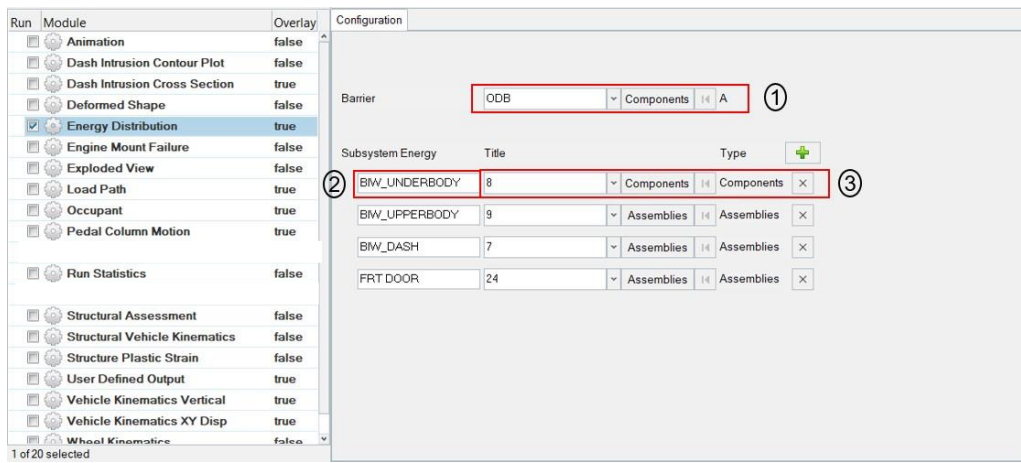 Run Module Overlay
Animation false
Dash Intrusion Contour Plot false
Dash Intrusion Cross Section true
Deformed Shape false
Energy Distribution true
Engine Mount Failure false
Exploded View false
Load Path true
Occupant true
Pedal Column Motion true
Run Statistics false
Structural Assessment false
Structural Vehicle Kinematics false
Structure Plastic Strain false
User Defined Output true
Vehicle Kinematics Vertical true
Vehicle Kinematics XY Disp true
Wheel Kinematics false
1 of 20 selected
Configuration
Barrier ODB Components A ①
Subsystem Energy Title Type
② BIW_UNDERBODY 8 Components Components ③
BIW_UPPERBODY 9 Assemblies Assemblies
BIW_DASH 7 Assemblies Assemblies
FRT DOOR 24 Assemblies Assemblies